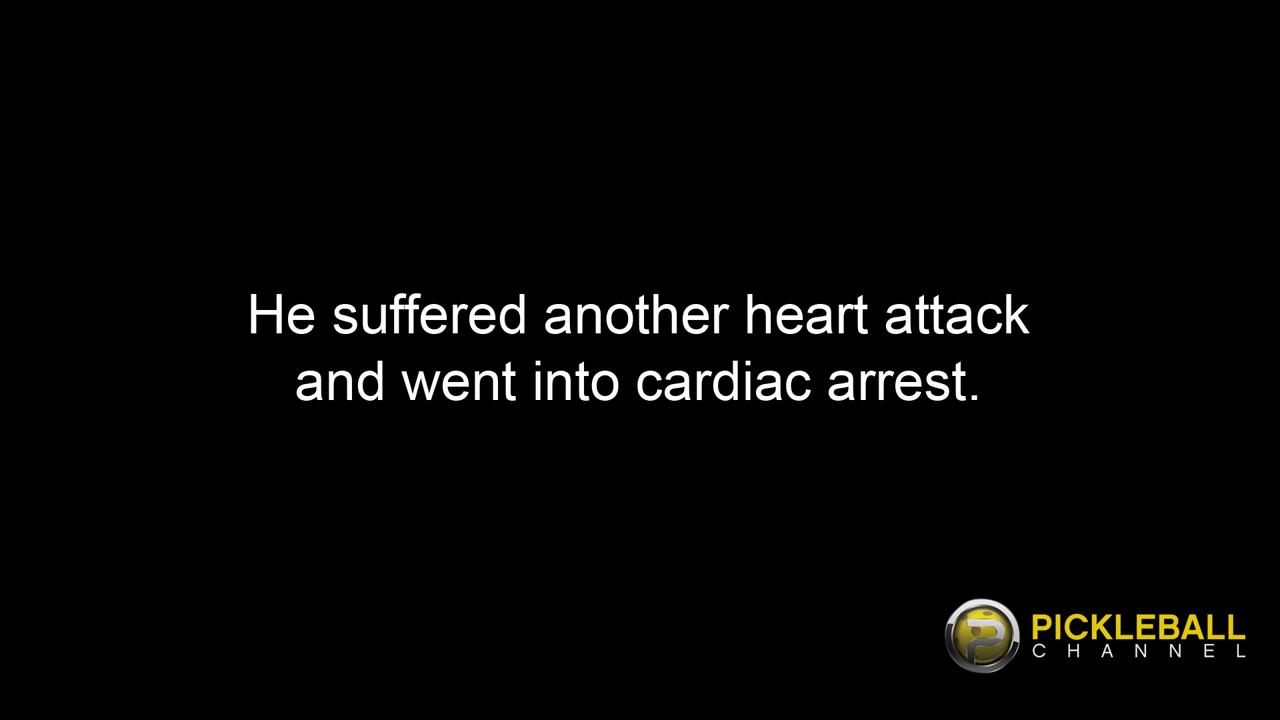 He suffered another heart attack
and went into cardiac arrest.
PICKLEBALL
CHANNEL